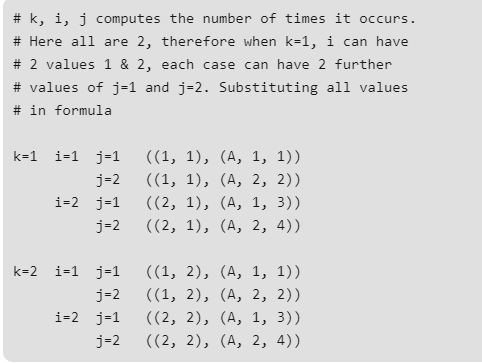 # k, i, j computes the number of times it occurs.
# Here all are 2, therefore when k=1, i can have
# 2 values 1 & 2, each case can have 2 further
# values of j=1 and j=2. Substituting all values
# in formula

k=1 i=1 j=1 ((1, 1), (A, 1, 1))
j=2 ((1, 1), (A, 2, 2))
i=2 j=1 ((2, 1), (A, 1, 3))
j=2 ((2, 1), (A, 2, 4))

k=2 i=1 j=1 ((1, 2), (A, 1, 1))
j=2 ((1, 2), (A, 2, 2))
i=2 j=1 ((2, 2), (A, 1, 3))
j=2 ((2, 2), (A, 2, 4))